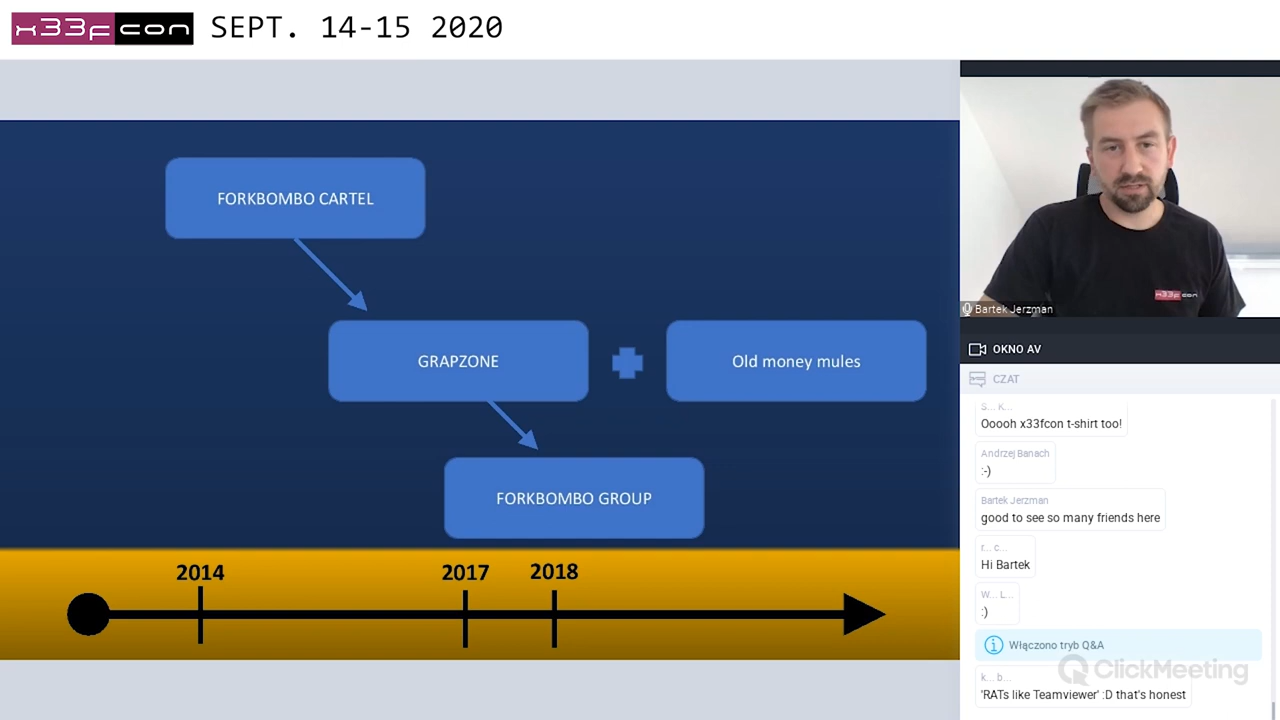 x33fcon SEPT. 14-15 2020
FORKBOMBO CARTEL
GRAPZONE
Old money mules
FORKBOMBO GROUP
2014
2017
2018
x33fcon
Bartek Jerzman
OKNO AV
CZAT
S... K...
Ooooh x33fcon t-shirt too!
Andrzej Banach
:-)
Bartek Jerzman
good to see so many friends here
r... c...
Hi Bartek
W... L...
:)
Włączono tryb Q&A
ClickMeeting
k... b...
'RATs like Teamviewer' :D that's honest